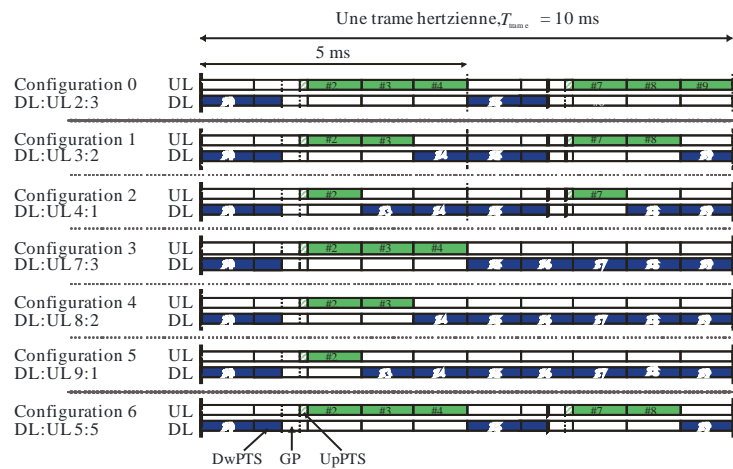 Une trame hertzienne, T trame = 10 ms
5 ms
Configuration 0 UL #2 #3 #4 #7 #8 #9
DL:UL 2:3 DL
Configuration 1 UL #2 #3 #7 #8
DL:UL 3:2 DL
Configuration 2 UL #2 #7
DL:UL 4:1 DL
Configuration 3 UL #2 #3 #4
DL:UL 7:3 DL
Configuration 4 UL #2 #3
DL:UL 8:2 DL
Configuration 5 UL #2
DL:UL 9:1 DL
Configuration 6 UL #2 #3 #4 #7 #8
DL:UL 5:5 DL
DwPTS GP UpPTS